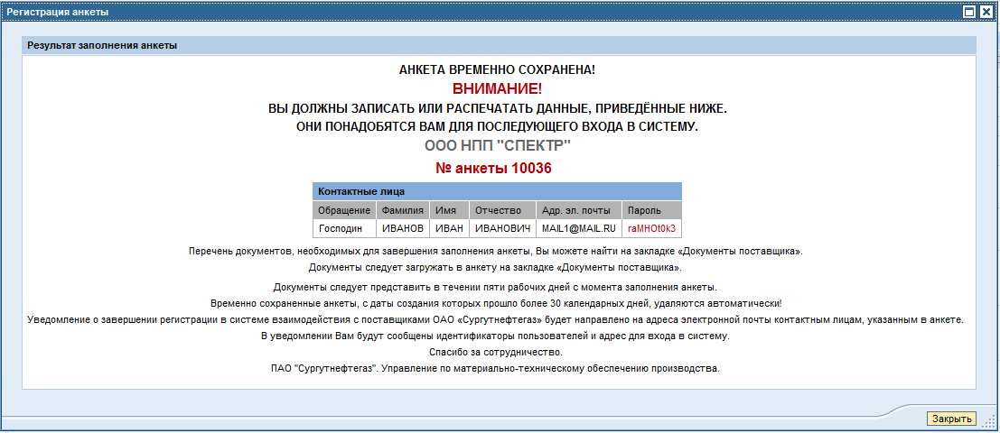 Регистрация анкеты
Результат заполнения анкеты
АНКЕТА ВРЕМЕННО СОХРАНЕНА!
ВНИМАНИЕ!
ВЫ ДОЛЖНЫ ЗАПИСАТЬ ИЛИ РАСПЕЧАТАТЬ ДАННЫЕ, ПРИВЕДЁННЫЕ НИЖЕ.
ОНИ ПОНАДОБЯТСЯ ВАМ ДЛЯ ПОСЛЕДУЮЩЕГО ВХОДА В СИСТЕМУ.
ООО НПП "СПЕКТР"
№ анкеты 10036
Контактные лица
Обращение Фамилия Имя Отчество Адр. эл. почты Пароль
Господин ИВАНОВ ИВАН ИВАНОВИЧ MAIL1@MAIL.RU raMHOt0k3
Перечень документов, необходимых для завершения заполнения анкеты, Вы можете найти на закладке «Документы поставщика».
Документы следует загружать в анкету на закладке «Документы поставщика».
Документы следует представить в течении пяти рабочих дней с момента заполнения анкеты.
Временно сохраненные анкеты, с даты создания которых прошло более 30 календарных дней, удаляются автоматически!
Уведомление о завершении регистрации в системе взаимодействия с поставщиками ОАО «Сургутнефтегаз» будет направлено на адреса электронной почты контактным лицам, указанным в анкете.
В уведомлении Вам будут сообщены идентификаторы пользователей и адрес для входа в систему.
Спасибо за сотрудничество.
ПАО "Сургутнефтегаз". Управление по материально-техническому обеспечению производства.
Закрыть